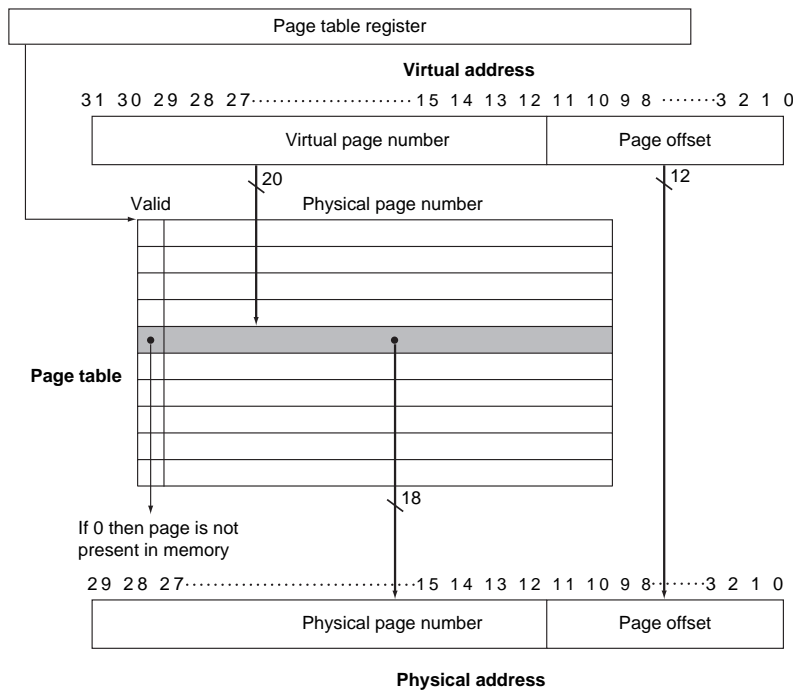 Page table register
Virtual address
31 30 29 28 27·······················15 14 13 12 11 10 9 8 ·······3 2 1 0
Virtual page number Page offset
20 12
Valid Physical page number
Page table
18
If 0 then page is not
present in memory
29 28 27·································15 14 13 12 11 10 9 8·······3 2 1 0
Physical page number Page offset
Physical address